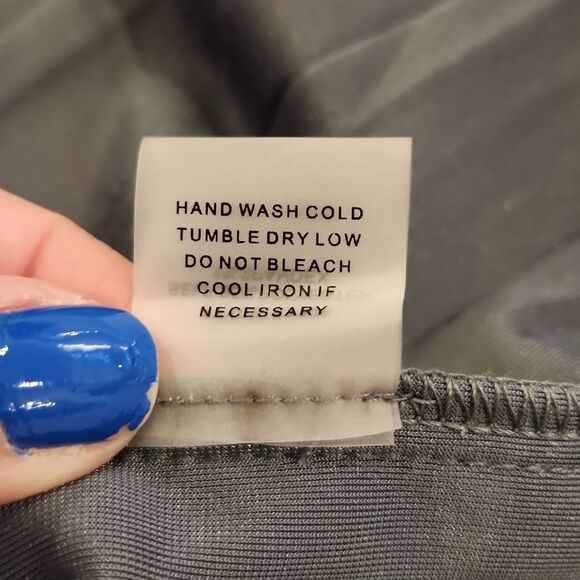 HAND WASH COLD
TUMBLE DRY LOW
DO NOT BLEACH
COOL IRON IF
NECESSARY